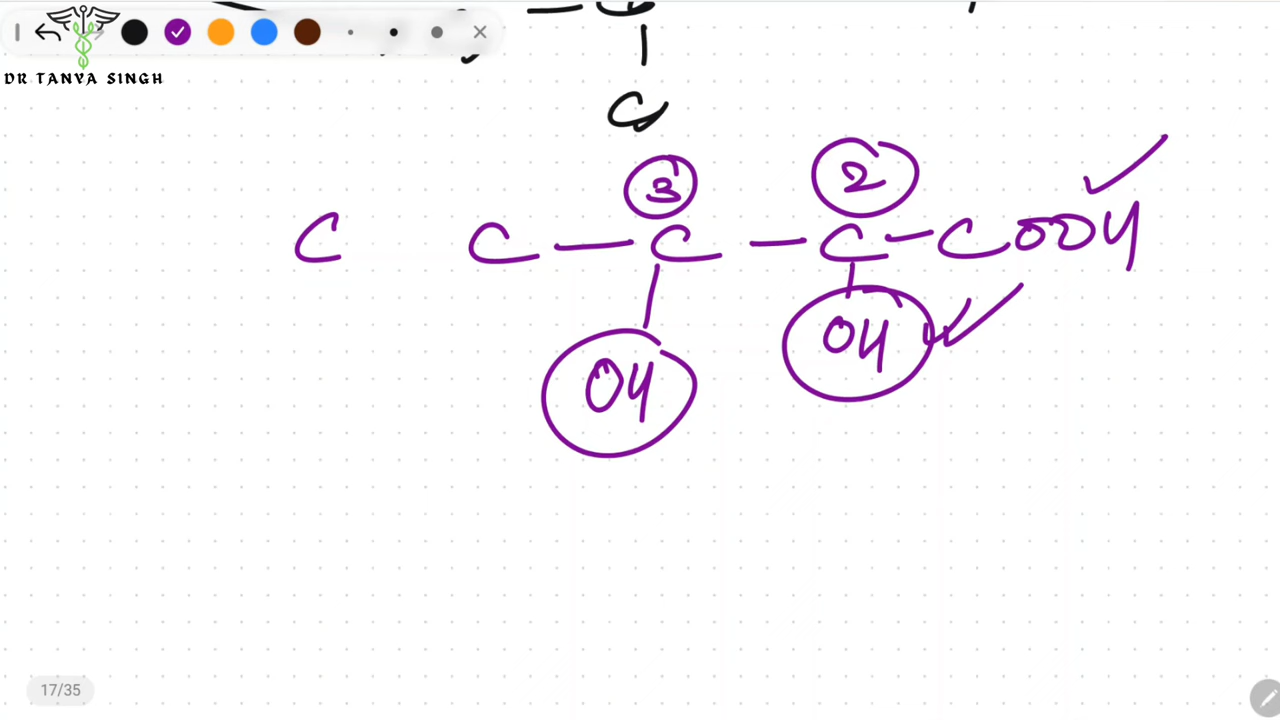 DR TANYA SINGH
C
3 2
C C — C — C – COOH
OH OH
17/35